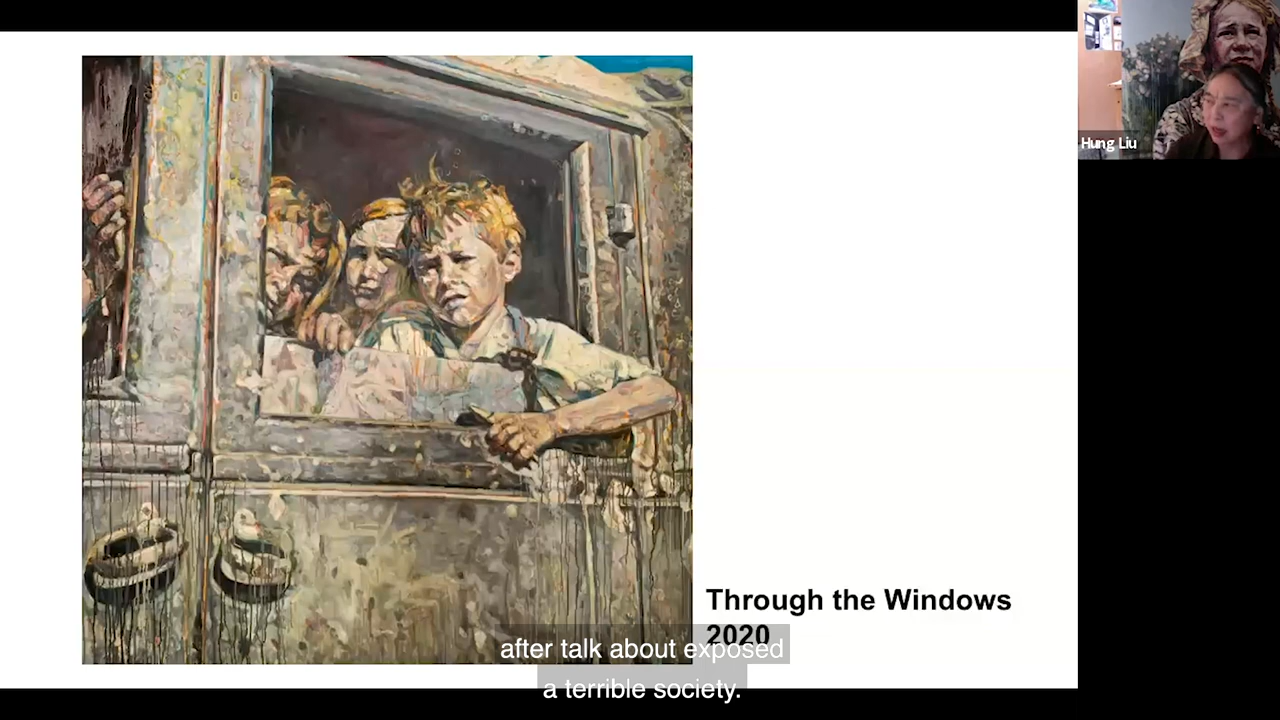 Hung Liu
Through the Windows
2020
after talk about exposed
a terrible society.